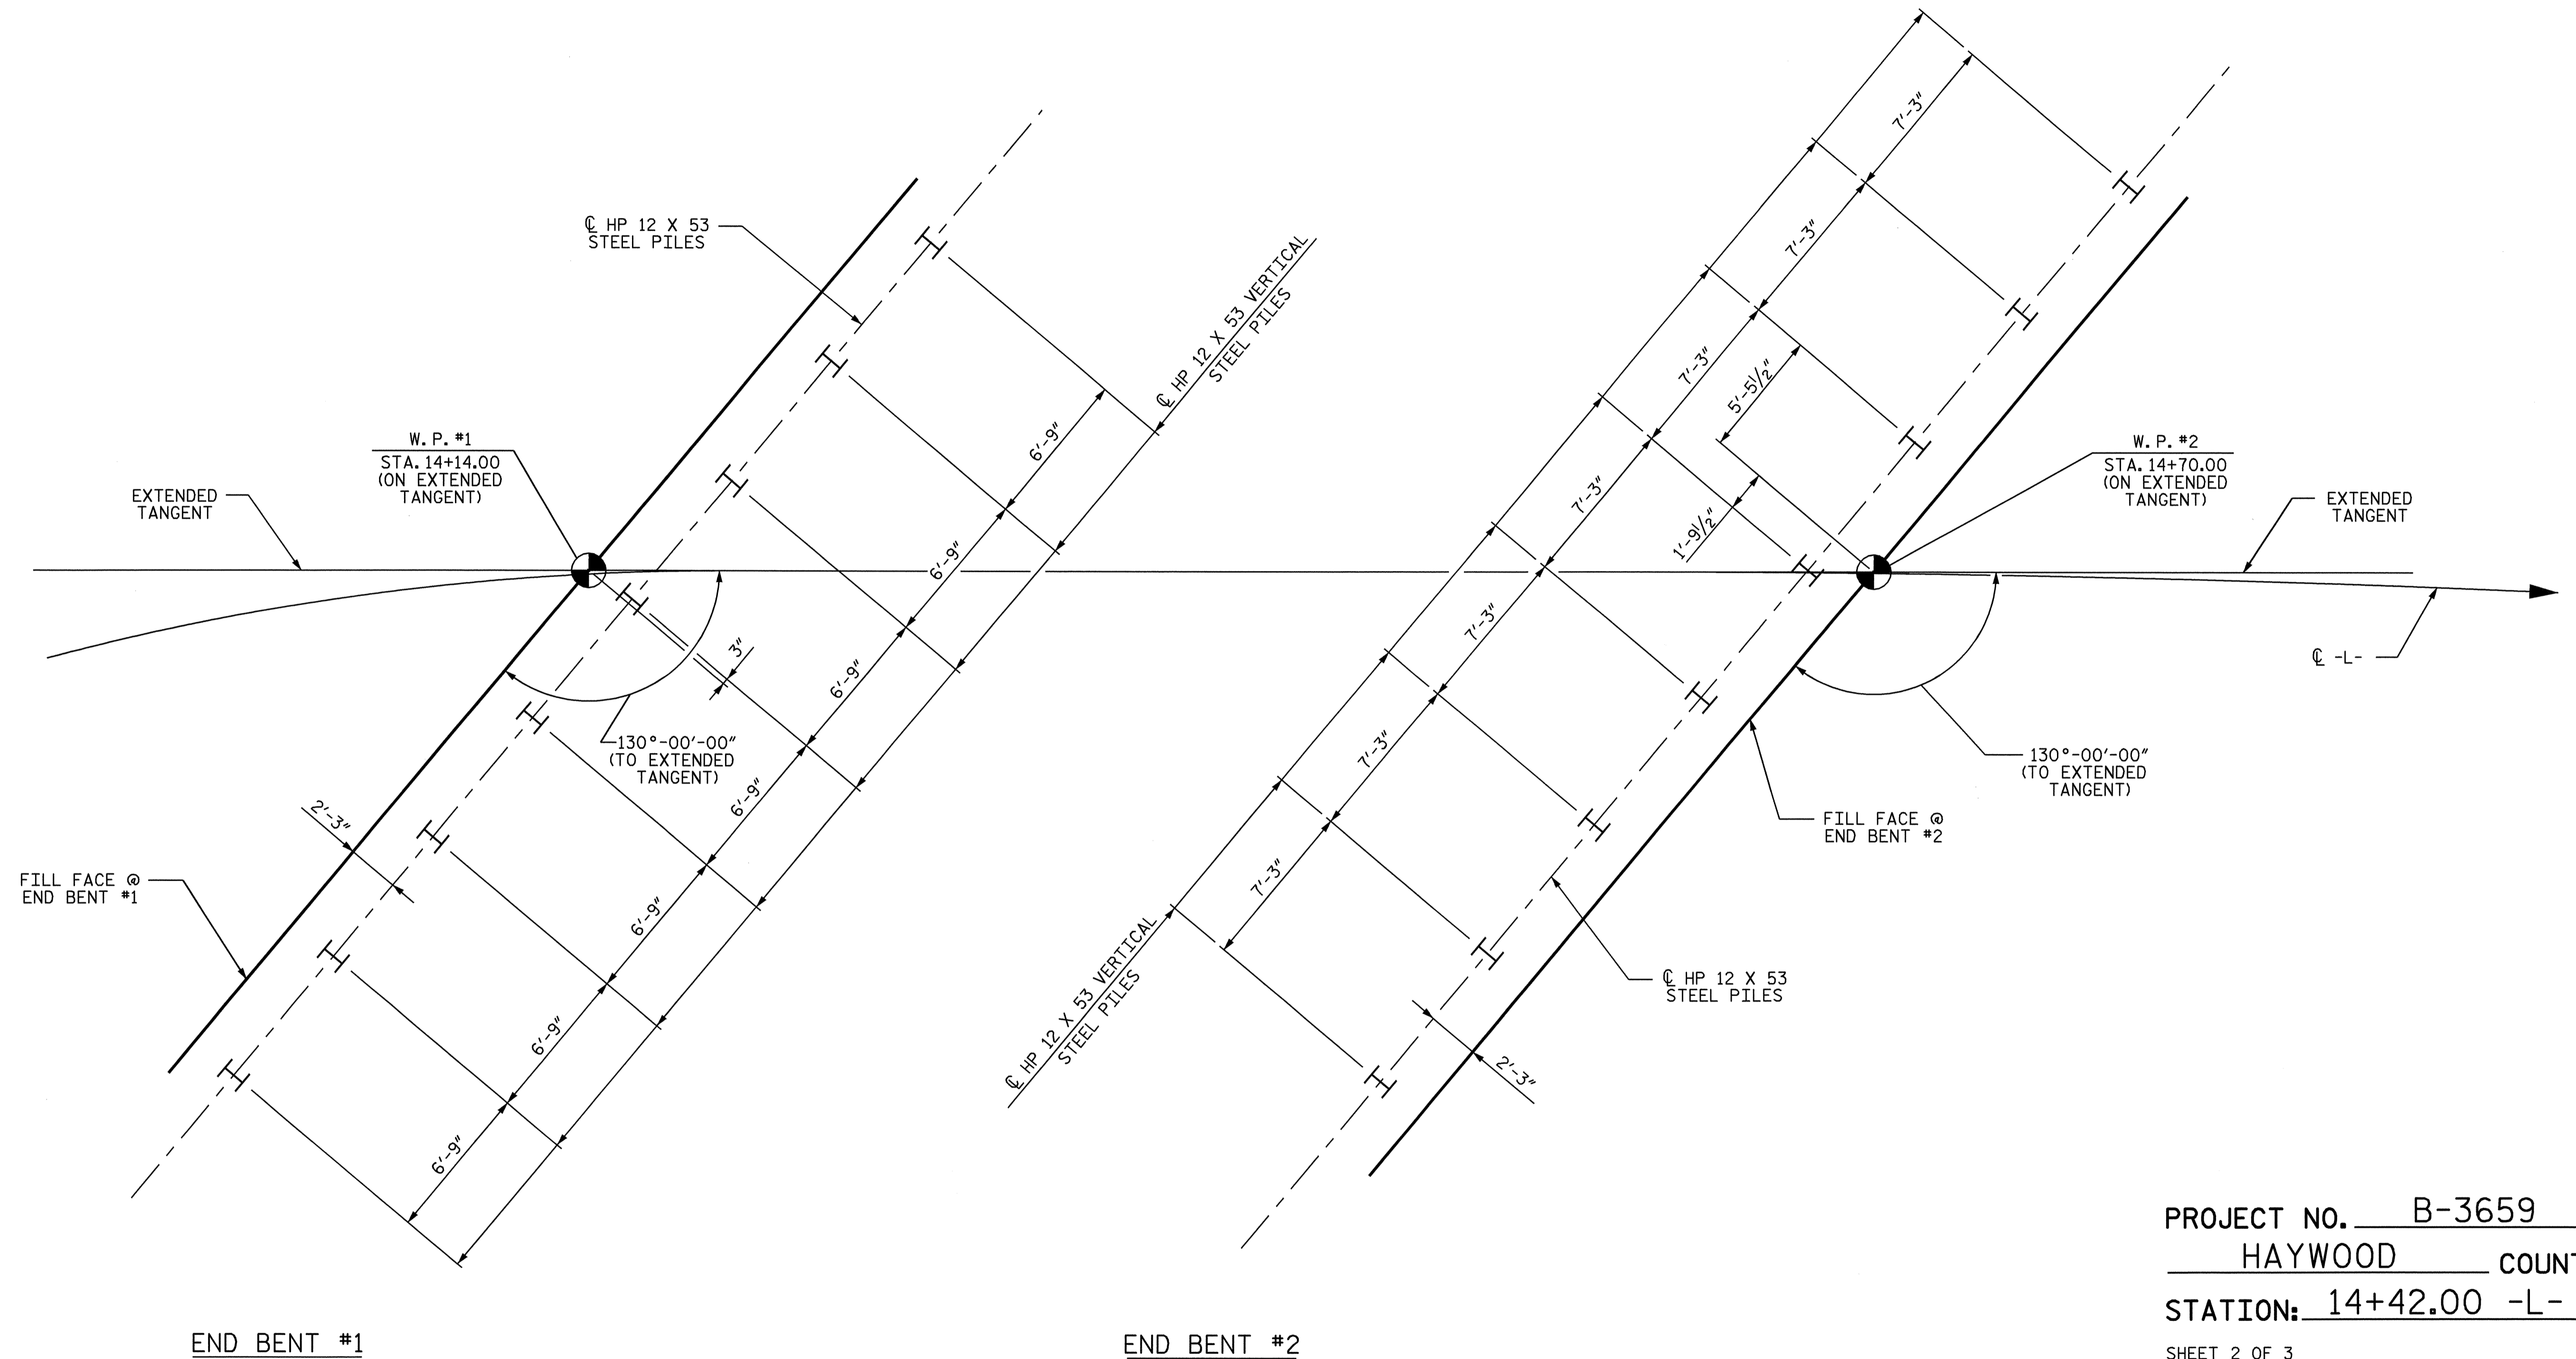 ℄ HP 12 X 53
STEEL PILES
℄ HP 12 X 53 VERTICAL
STEEL PILES
W.P. #1
STA. 14+14.00
(ON EXTENDED
TANGENT)
EXTENDED
TANGENT
6'-9"
6'-9"
6'-9"
6'-9"
6'-9"
6'-9"
6'-9"
3"
130°-00'-00"
(TO EXTENDED
TANGENT)
2'-3"
FILL FACE @
END BENT #1
END BENT #1
7'-3"
7'-3"
7'-3"
7'-3"
7'-3"
7'-3"
7'-3"
5'-5½"
1'-9½"
W.P. #2
STA. 14+70.00
(ON EXTENDED
TANGENT)
EXTENDED
TANGENT
℄ -L-
130°-00'-00"
(TO EXTENDED
TANGENT)
FILL FACE @
END BENT #2
℄ HP 12 X 53
STEEL PILES
℄ HP 12 X 53 VERTICAL
STEEL PILES
2'-3"
END BENT #2
PROJECT NO. B-3659
HAYWOOD COUNT
STATION: 14+42.00 -L-
SHEET 2 OF 3